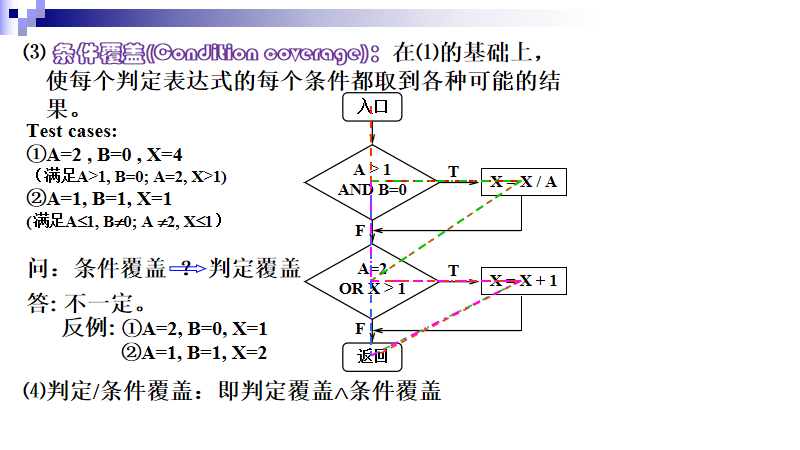 ⑶ 条件覆盖(Condition coverage)：在⑴的基础上，
使每个判定表达式的每个条件都取到各种可能的结
果。
入口
Test cases:
①A=2 , B=0 , X=4
（满足A>1, B=0; A=2, X>1)
②A=1, B=1, X=1
(满足A≤1, B≠0; A ≠2, X≤1）
A > 1
AND B=0
T
X = X / A
F
问：条件覆盖 ? 判定覆盖
答: 不一定。
反例: ①A=2, B=0, X=1
②A=1, B=1, X=2
A=2
OR X > 1
T
X = X + 1
F
返回
⑷判定/条件覆盖：即判定覆盖∧条件覆盖